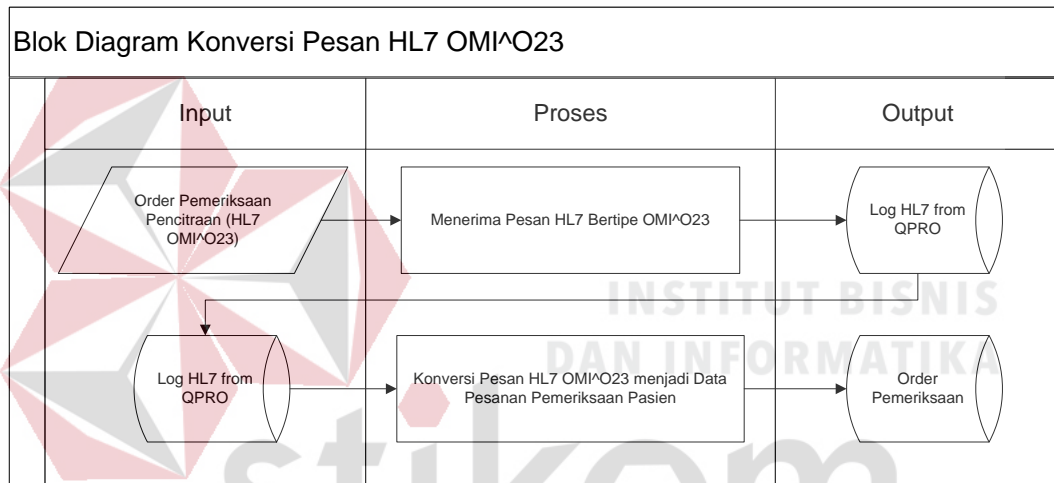 Blok Diagram Konversi Pesan HL7 OMI^O23
Input
Proses
Output
Order Pemeriksaan
Pencitraan (HL7
OMI^O23)
Menerima Pesan HL7 Bertipe OMI^O23
Log HL7 from
QPRO
INSTITUT BISNIS
DAN INFORMATIKA
Log HL7 from
QPRO
Konversi Pesan HL7 OMI^O23 menjadi Data
Pesanan Pemeriksaan Pasien
Order
Pemeriksaan
stikom